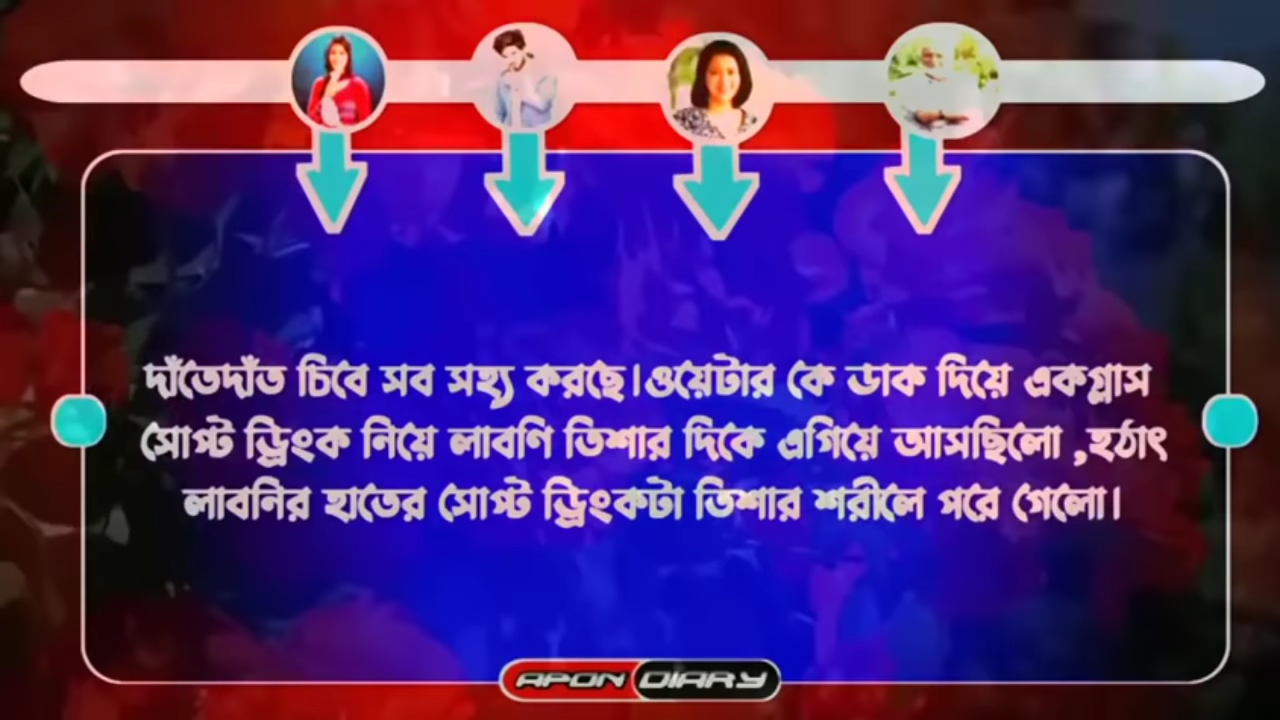 দাঁতেদাঁত চিবে সব সহ্য করছে।ওয়েটার কে ডাক দিয়ে একগ্লাস
সোপ্ট ড্রিংক নিয়ে লাবণি তিশার দিকে এগিয়ে আসছিলো ,হঠাৎ
লাবনির হাতের সোপ্ট ড্রিংকটা তিশার শরীলে পরে গেলো।
APON DIARY